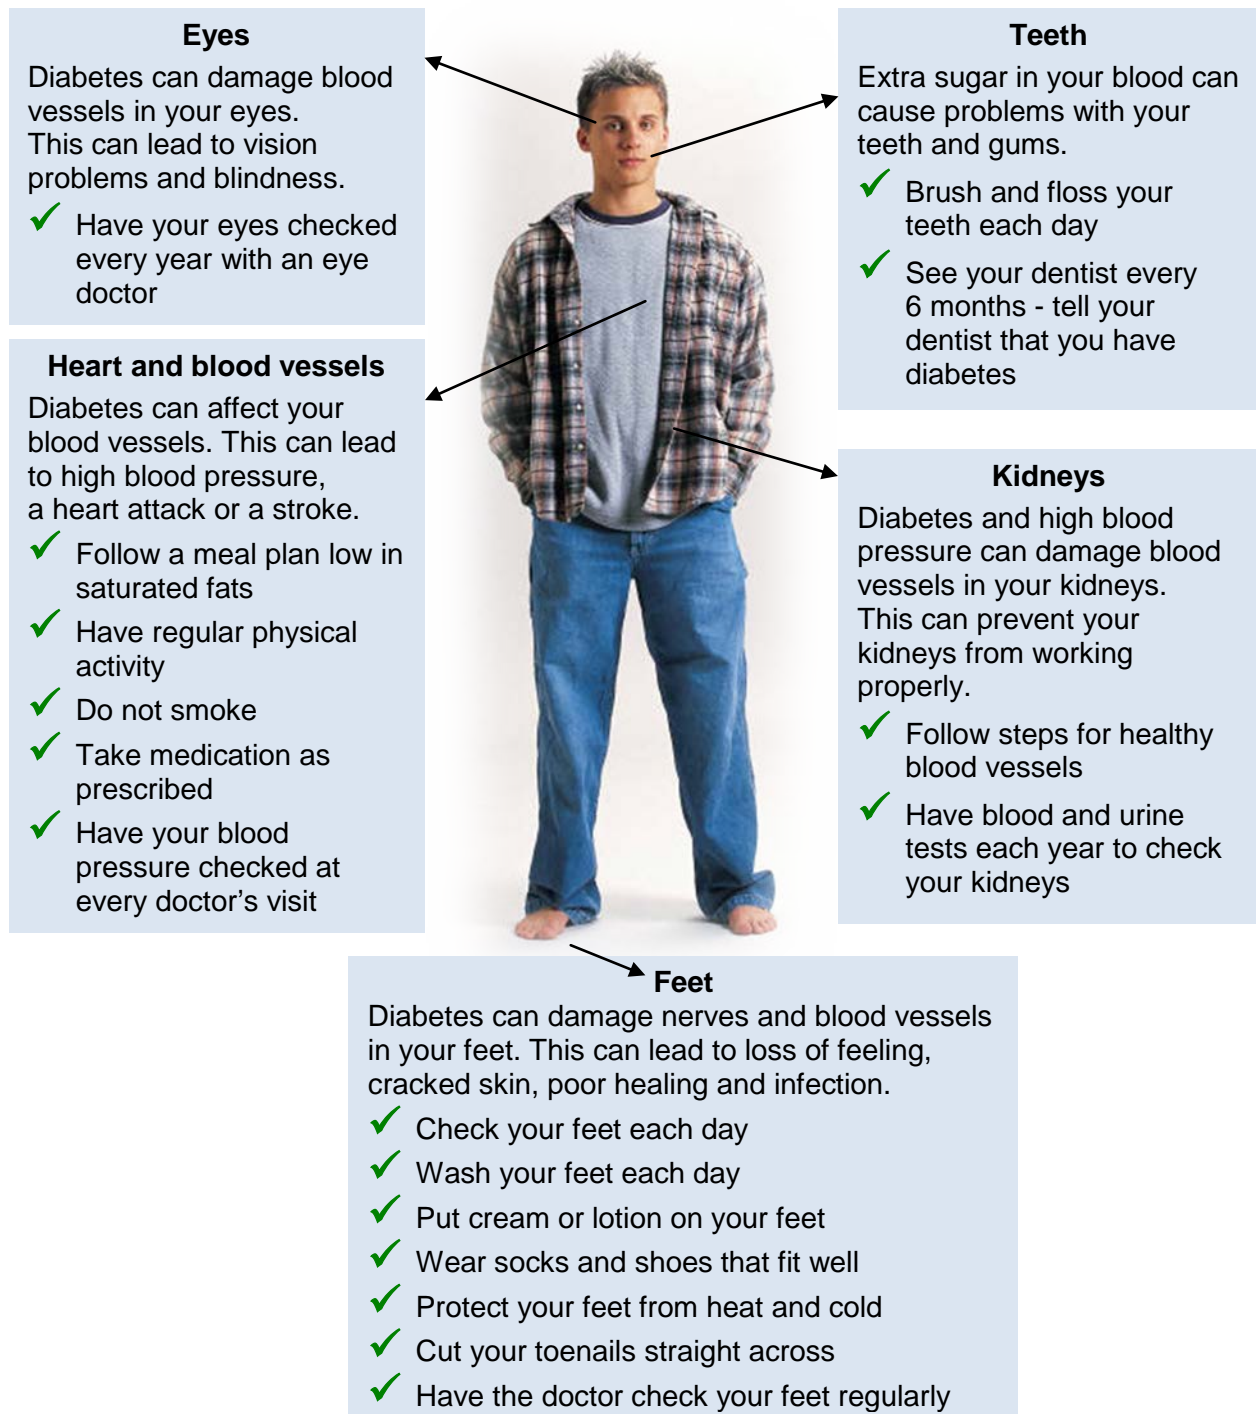 Eyes
Diabetes can damage blood
vessels in your eyes.
This can lead to vision
problems and blindness.
✓ Have your eyes checked
every year with an eye
doctor
Heart and blood vessels
Diabetes can affect your
blood vessels. This can lead
to high blood pressure,
a heart attack or a stroke.
✓ Follow a meal plan low in
saturated fats
✓ Have regular physical
activity
✓ Do not smoke
✓ Take medication as
prescribed
✓ Have your blood
pressure checked at
every doctor's visit
Teeth
Extra sugar in your blood can
cause problems with your
teeth and gums.
✓ Brush and floss your
teeth each day
✓ See your dentist every
6 months - tell your
dentist that you have
diabetes
Kidneys
Diabetes and high blood
pressure can damage blood
vessels in your kidneys.
This can prevent your
kidneys from working
properly.
✓ Follow steps for healthy
blood vessels
✓ Have blood and urine
tests each year to check
your kidneys
Feet
Diabetes can damage nerves and blood vessels
in your feet. This can lead to loss of feeling,
cracked skin, poor healing and infection.
✓ Check your feet each day
✓ Wash your feet each day
✓ Put cream or lotion on your feet
✓ Wear socks and shoes that fit well
✓ Protect your feet from heat and cold
✓ Cut your toenails straight across
✓ Have the doctor check your feet regularly